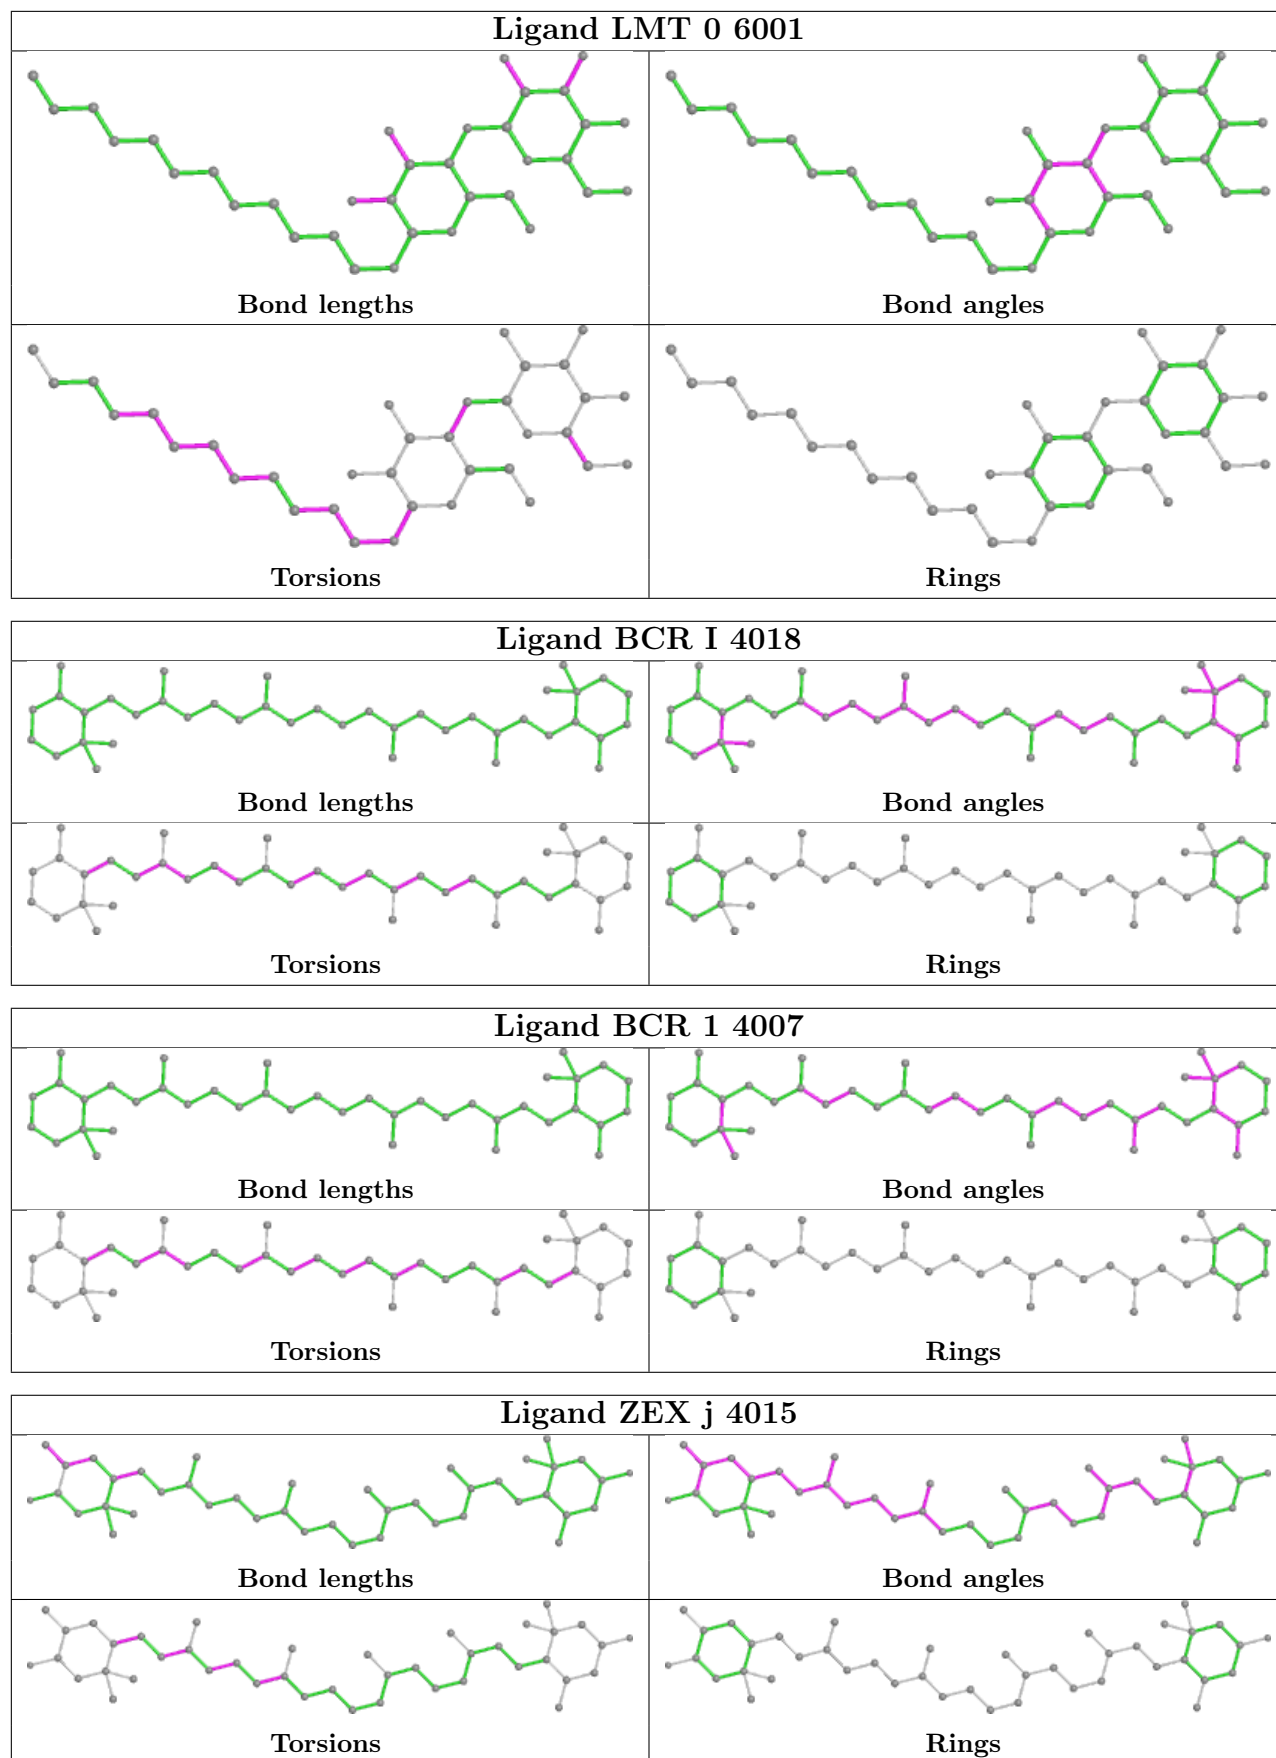 Ligand LMT 0 6001
Bond lengths
Bond angles
Torsions
Rings
Ligand BCR I 4018
Bond lengths
Bond angles
Torsions
Rings
Ligand BCR 1 4007
Bond lengths
Bond angles
Torsions
Rings
Ligand ZEX j 4015
Bond lengths
Bond angles
Torsions
Rings